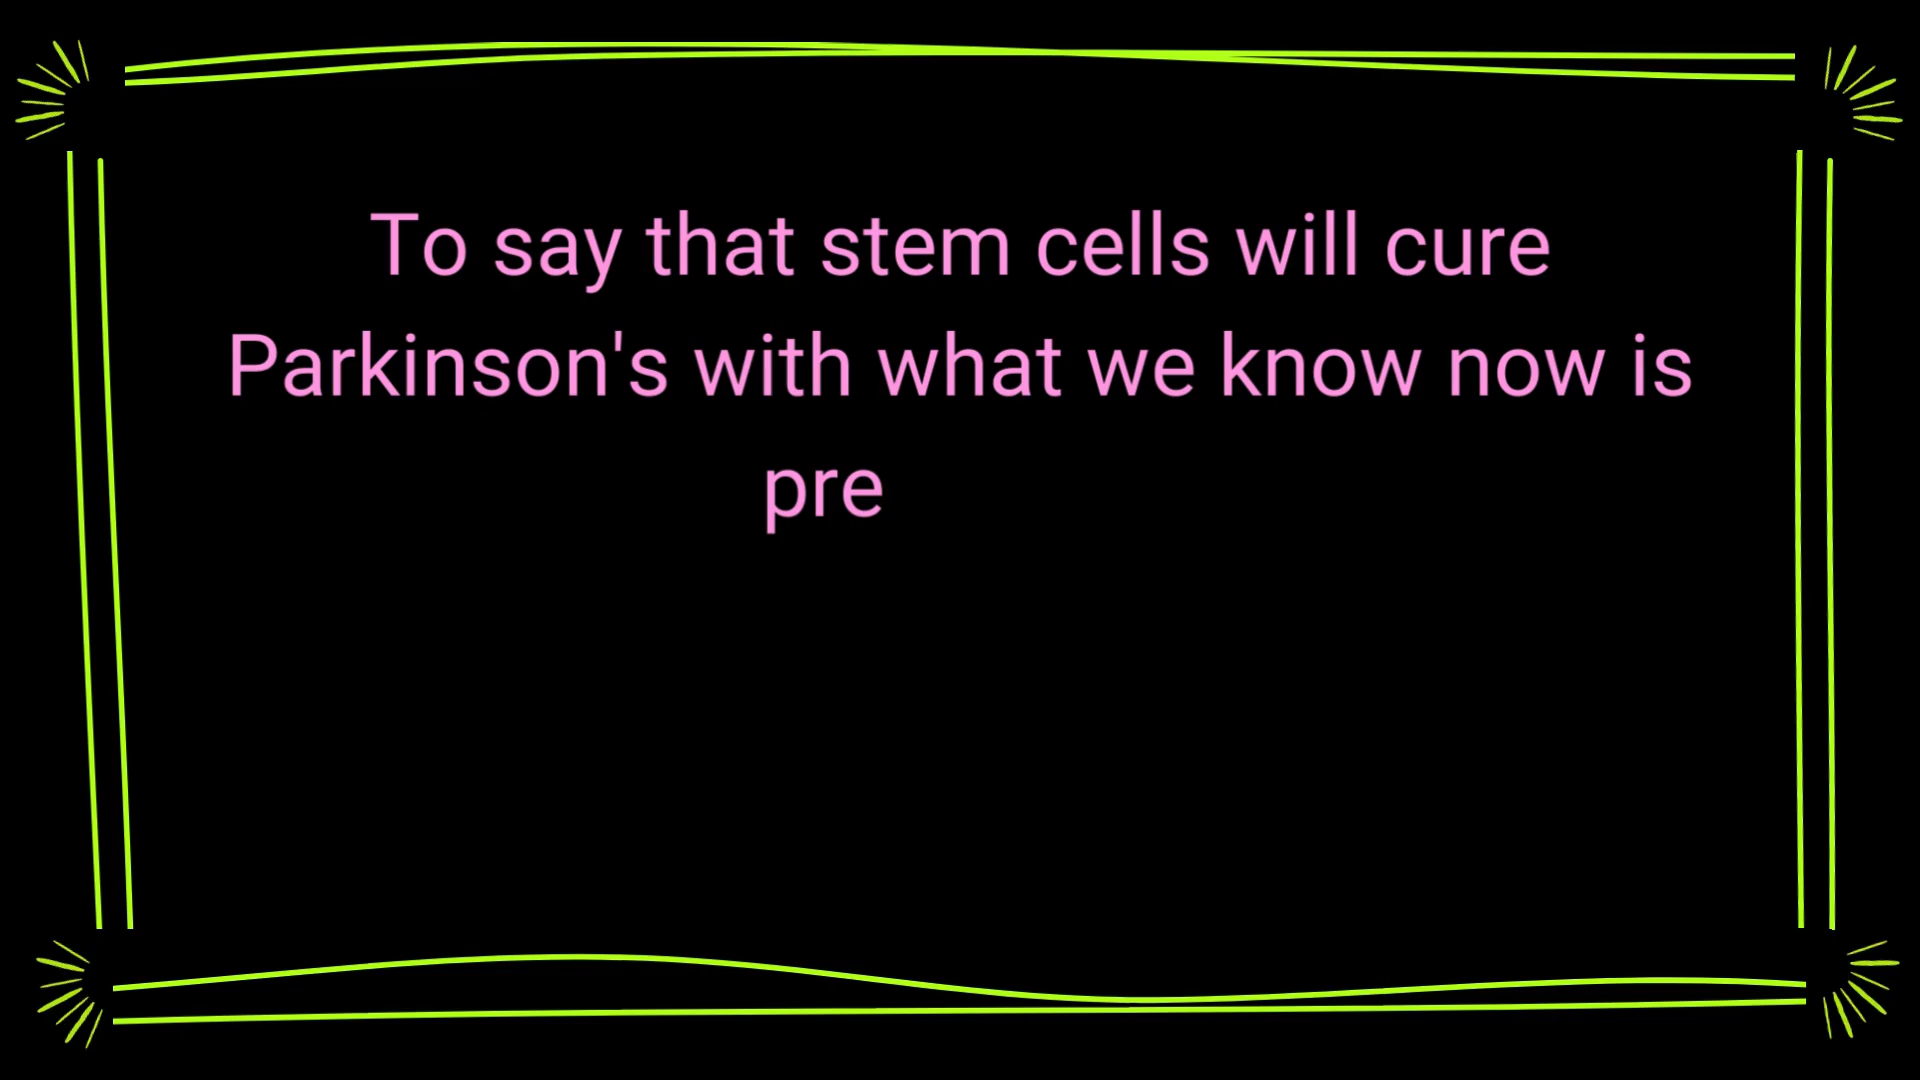 To say that stem cells will cure
Parkinson's with what we know now is
pre